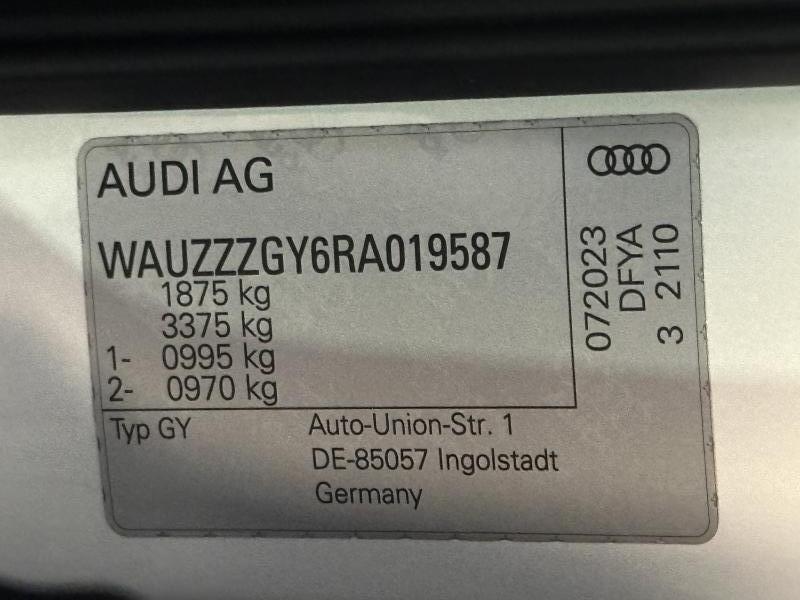 AUDI AG
WAUZZZGY6RA019587
1875 kg
3375 kg
1- 0995 kg
2- 0970 kg
Typ GY
Auto-Union-Str. 1
DE-85057 Ingolstadt
Germany
072023
DFYA
3 2110